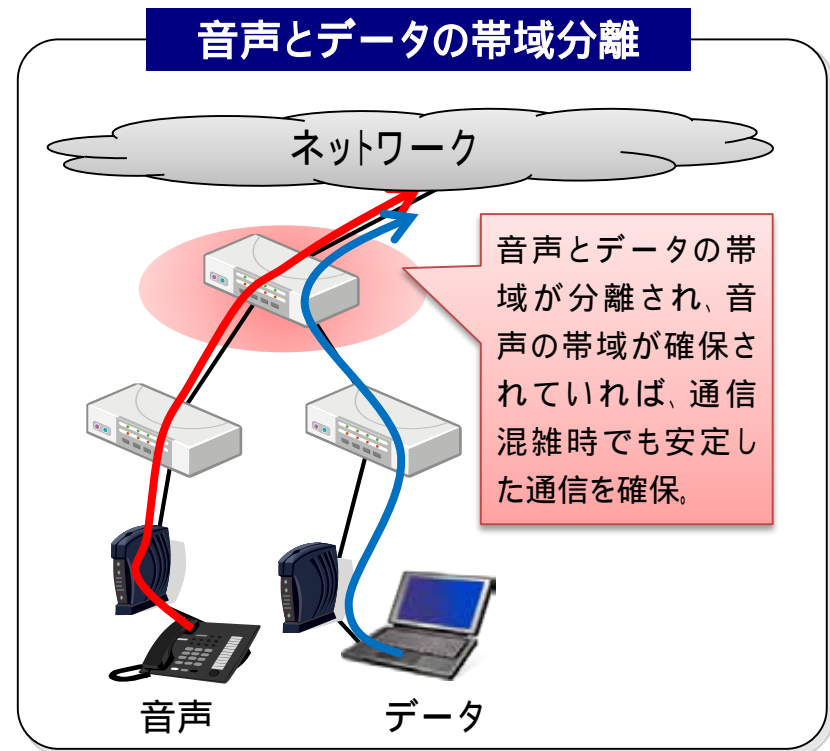 音声とデータの帯域分離
ネットワーク
音声とデータの帯
域が分離され、音
声の帯域が確保さ
れていれば、通信
混雑時でも安定し
た通信を確保。
音声
データ